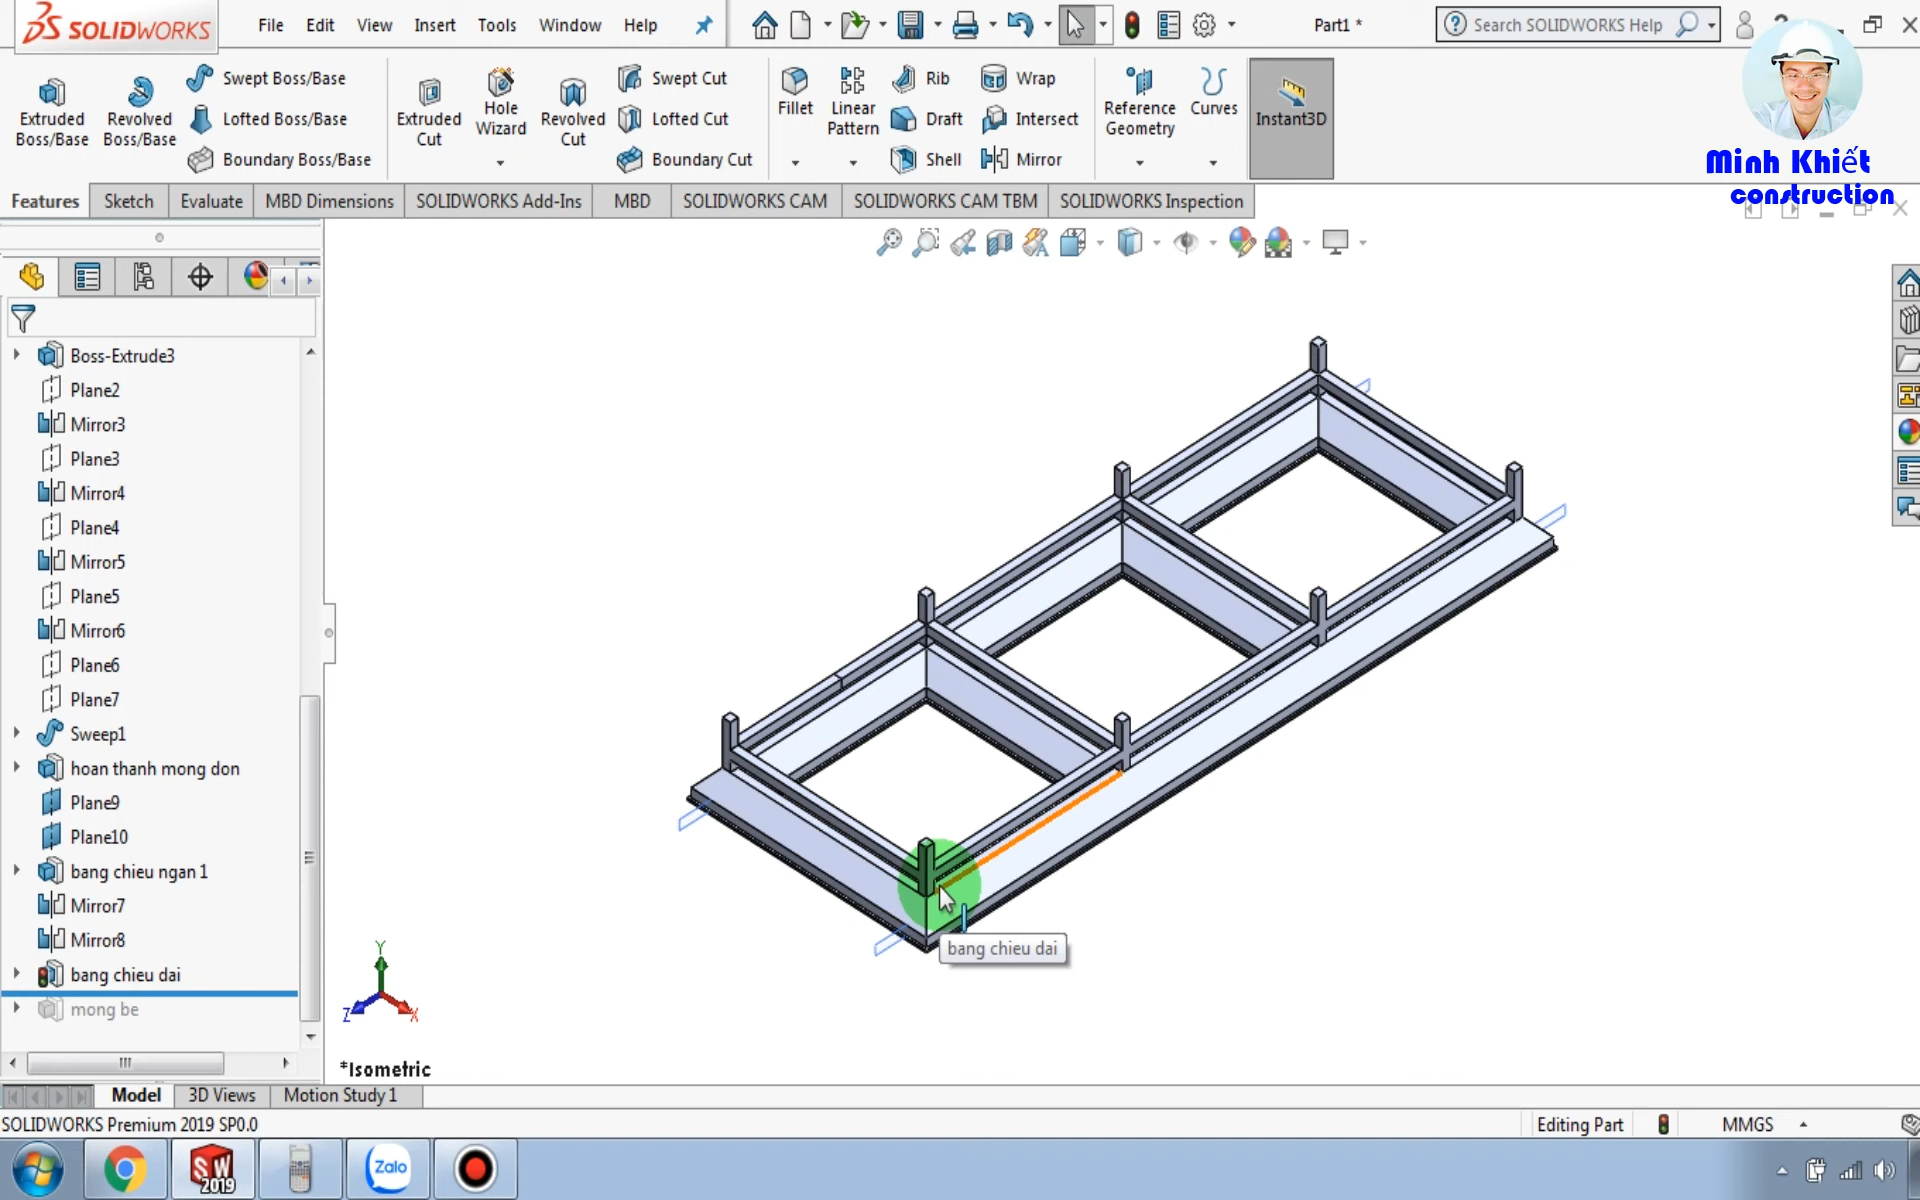 SOLIDWORKS File Edit View Insert Tools Window Help Part1 * Search SOLIDWORKS Help
Extruded Boss/Base
Revolved Boss/Base
Swept Boss/Base
Lofted Boss/Base
Boundary Boss/Base
Extruded Cut
Hole Wizard
Revolved Cut
Swept Cut
Lofted Cut
Boundary Cut
Fillet
Linear Pattern
Rib
Draft
Shell
Wrap
Intersect
Mirror
Reference Geometry
Curves
Instant3D
Minh Khiết
construction
Features Sketch Evaluate MBD Dimensions SOLIDWORKS Add-Ins MBD SOLIDWORKS CAM SOLIDWORKS CAM TBM SOLIDWORKS Inspection
Boss-Extrude3
Plane2
Mirror3
Plane3
Mirror4
Plane4
Mirror5
Plane5
Mirror6
Plane6
Plane7
Sweep1
hoan thanh mong don
Plane9
Plane10
bang chieu ngan 1
Mirror7
Mirror8
bang chieu dai
mong be
bang chieu dai
Y
Z
X
*Isometric
Model 3D Views Motion Study 1
SOLIDWORKS Premium 2019 SP0.0 Editing Part MMGS
SW 2019
Zalo